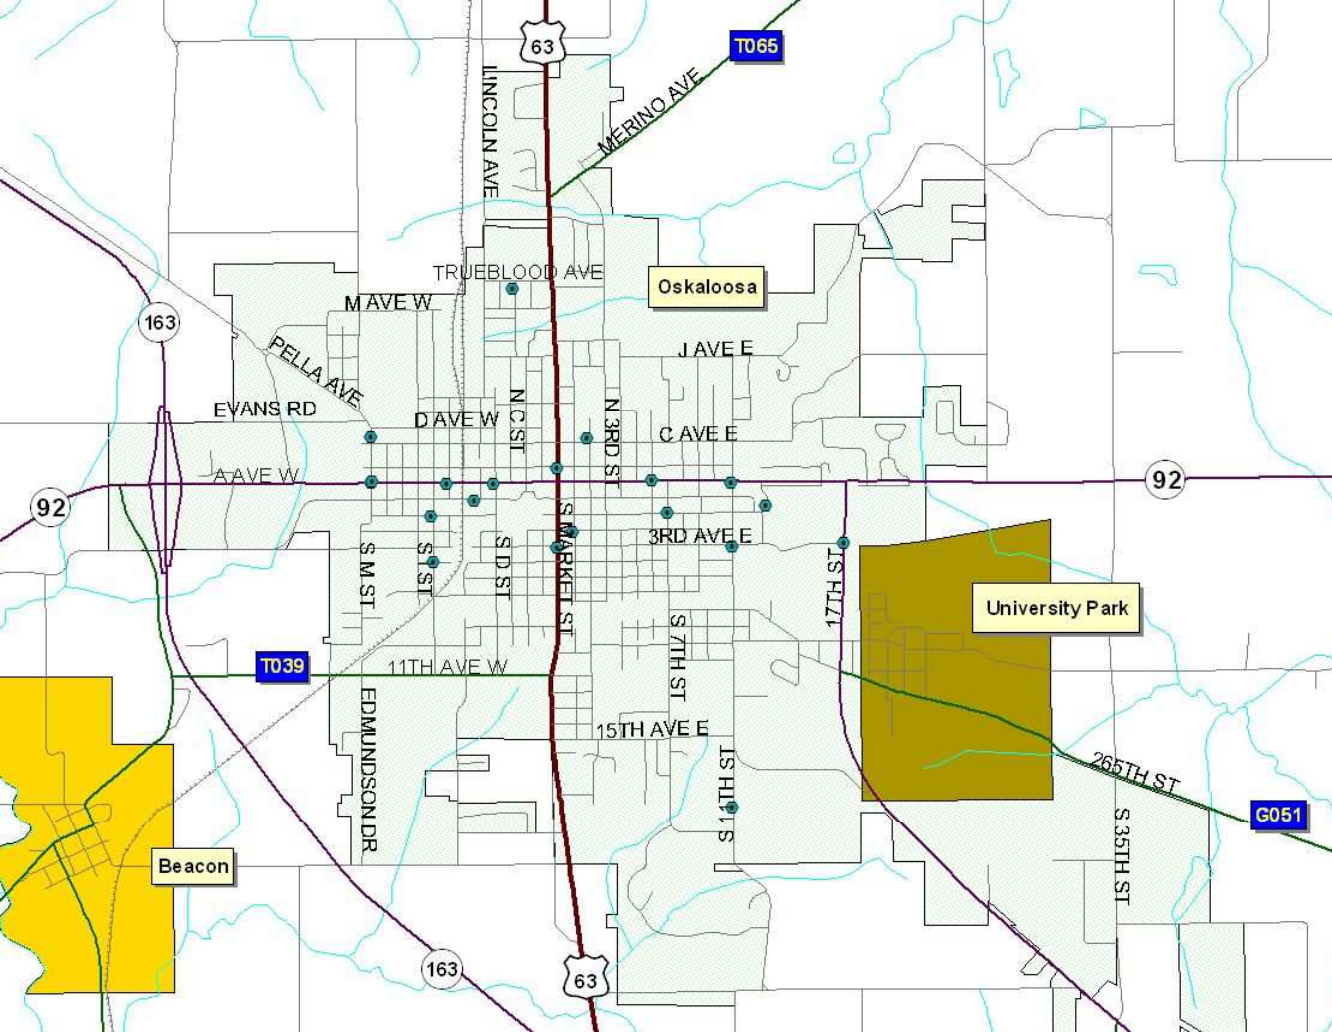 63
T065
LINCOLN AVE
MERINO AVE
TRUEBLOOD AVE
Oskaloosa
M AVE W
163
PELLA AVE
J AVE E
EVANS RD
D AVE W
N C ST
N 3RD ST
C AVE E
A AVE W
92
92
S MARKET ST
3RD AVE E
S M ST
S I ST
S D ST
17TH ST
University Park
S 7TH ST
T039
11TH AVE W
EDMUNDSON DR
15TH AVE E
S 11TH ST
265TH ST
G051
S 35TH ST
Beacon
163
63